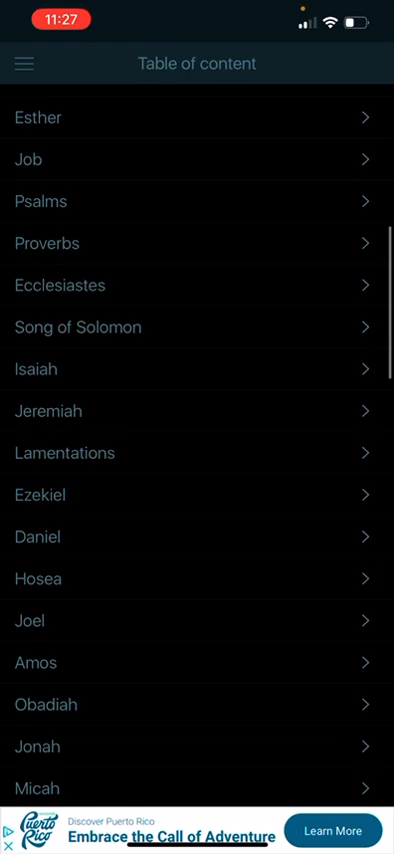 11:27
Table of content
Esther
Job
Psalms
Proverbs
Ecclesiastes
Song of Solomon
Isaiah
Jeremiah
Lamentations
Ezekiel
Daniel
Hosea
Joel
Amos
Obadiah
Jonah
Micah
Puerto
Rico
Discover Puerto Rico
Embrace the Call of Adventure
Learn More